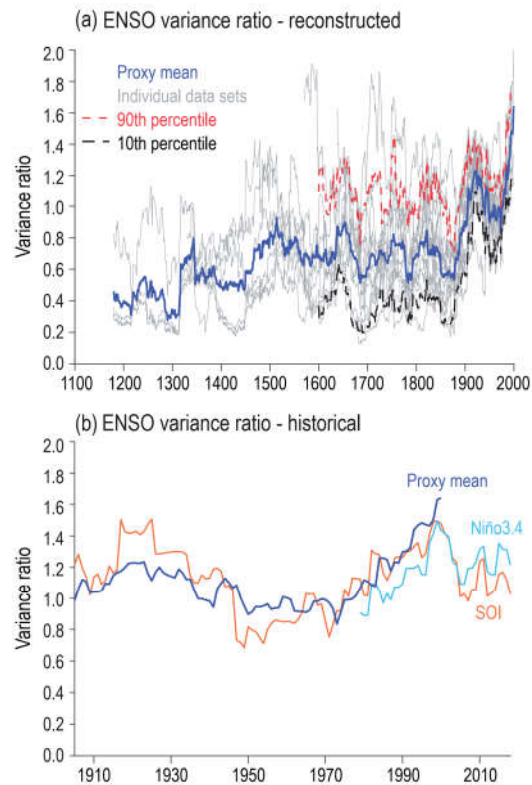 (a) ENSO variance ratio - reconstructed
2.0
1.8
1.6
1.4
1.2
1.0
0.8
0.6
0.4
0.2
0.0
Variance ratio
Proxy mean
Individual data sets
90th percentile
10th percentile
1100 1200 1300 1400 1500 1600 1700 1800 1900 2000
(b) ENSO variance ratio - historical
2.0
1.8
1.6
1.4
1.2
1.0
0.8
0.6
0.4
0.2
0.0
Variance ratio
Proxy mean
Niño3.4
SOI
1910 1930 1950 1970 1990 2010